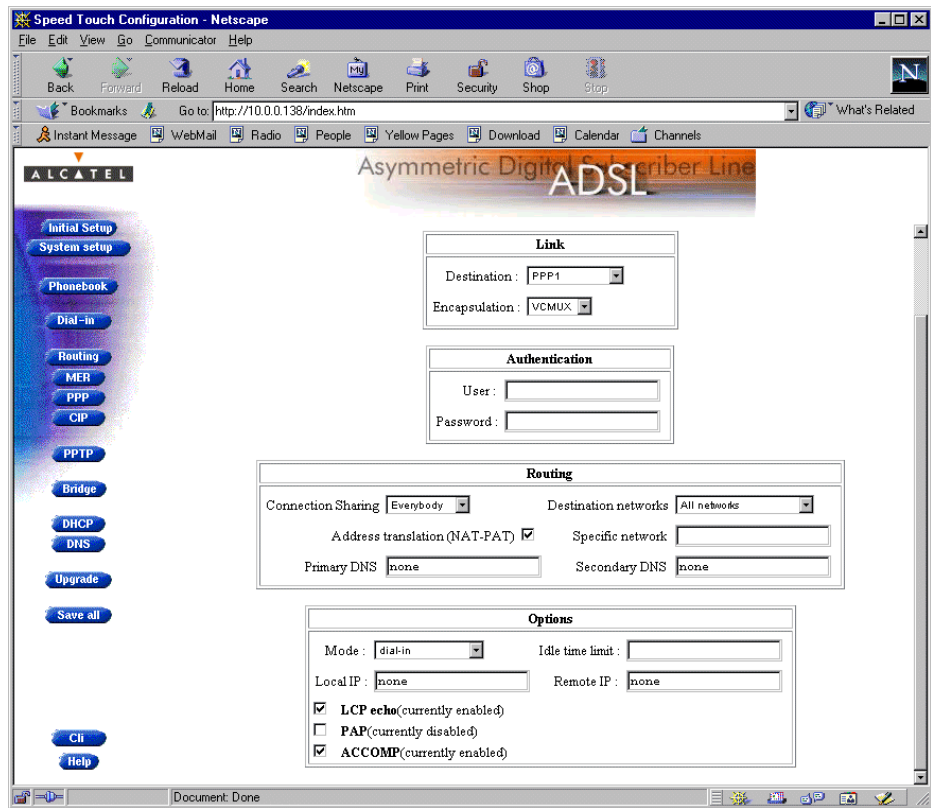 Speed Touch Configuration - Netscape
File Edit View Go Communicator Help
Back Forward Reload Home Search Netscape Print Security Shop Stop
My
N
Bookmarks Go to: http://10.0.0.138/index.htm What's Related
Instant Message WebMail Radio People Yellow Pages Download Calendar Channels
ALCATEL
Asymmetric Digital Subscriber Line
ADSL
Initial Setup
System setup
Phonebook
Dial-in
Routing
MER
PPP
CIP
PPTP
Bridge
DHCP
DNS
Upgrade
Save all
Cli
Help
Link
Destination : PPP1
Encapsulation : VCMUX
Authentication
User :
Password :
Routing
Connection Sharing Everybody Destination networks All networks
Address translation (NAT-PAT) Specific network
Primary DNS none Secondary DNS none
Options
Mode : dial-in Idle time limit :
Local IP : none Remote IP : none
LCP echo(currently enabled)
PAP(currently disabled)
ACCOMP(currently enabled)
Document: Done